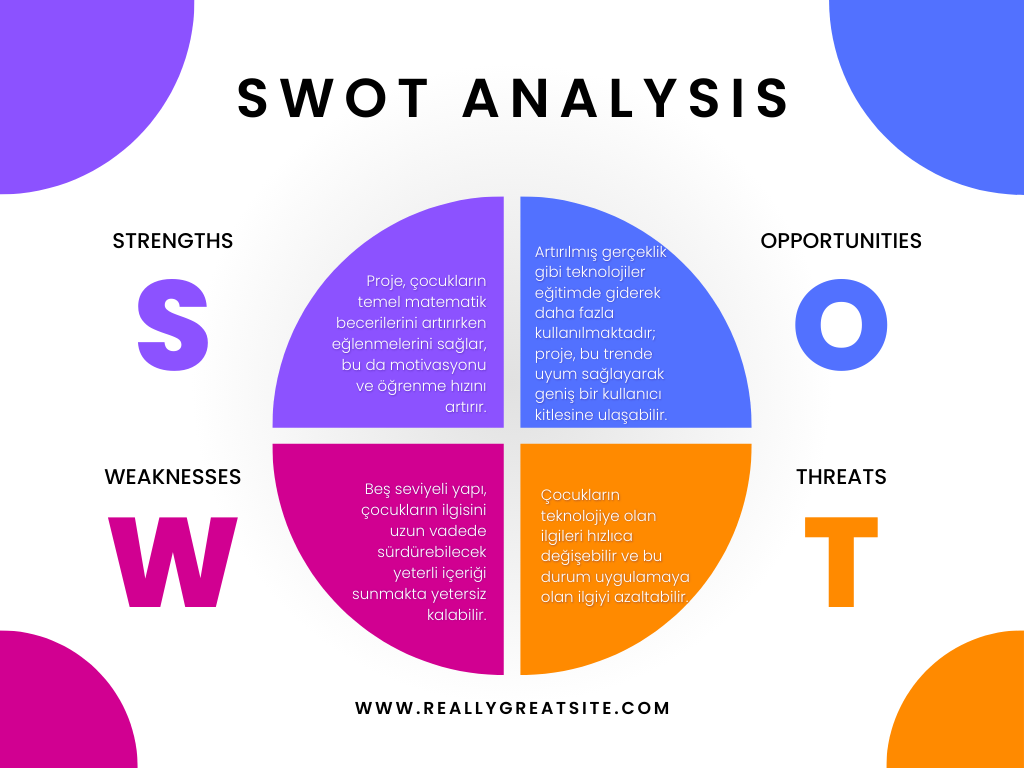 SWOT ANALYSIS
STRENGTHS
S
Proje, çocukların
temel matematik
becerilerini artırırken
eğlenmelerini sağlar,
bu da motivasyonu
ve öğrenme hızını
artırır.
Artırılmış gerçeklik
gibi teknolojiler
eğitimde giderek
daha fazla
kullanılmaktadır;
proje, bu trende
uyum sağlayarak
geniş bir kullanıcı
kitlesine ulaşabilir.
OPPORTUNITIES
O
WEAKNESSES
W
Beş seviyeli yapı,
çocukların ilgisini
uzun vadede
sürdürebilecek
yeterli içeriği
sunmakta yetersiz
kalabilir.
Çocukların
teknolojiye olan
ilgileri hızlıca
değişebilir ve bu
durum uygulamaya
olan ilgiyi azaltabilir.
THREATS
T
WWW.REALLYGREATSITE.COM